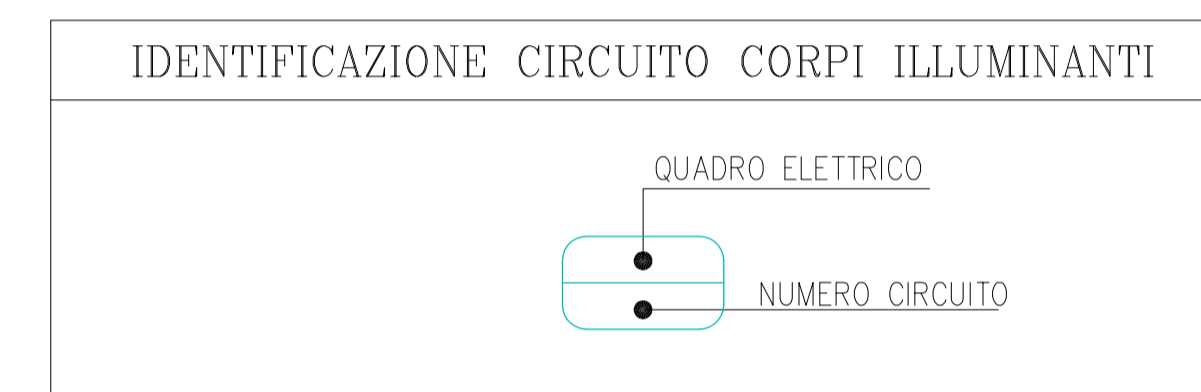 IDENTIFICAZIONE CIRCUITO CORPI ILLUMINANTI
QUADRO ELETTRICO
NUMERO CIRCUITO